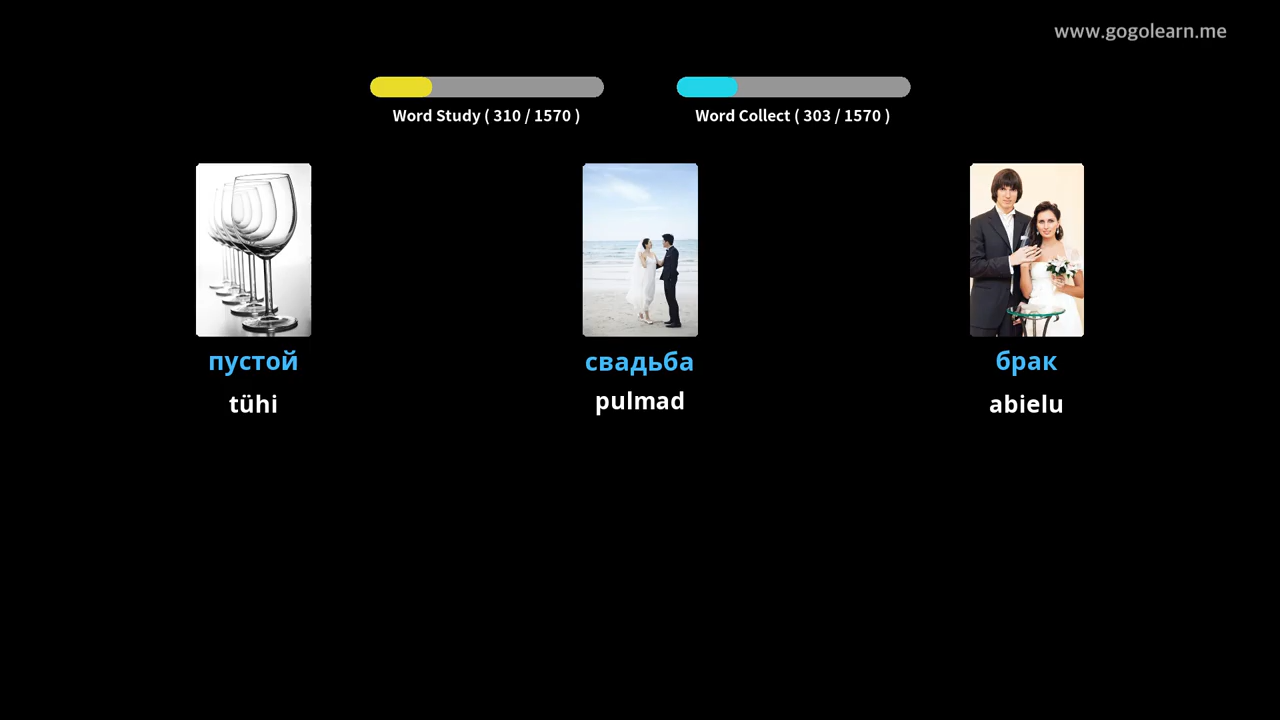 www.gogolearn.me
Word Study ( 310 / 1570 )
Word Collect ( 303 / 1570 )
пустой
свадьба
брак
tühi
pulmad
abielu